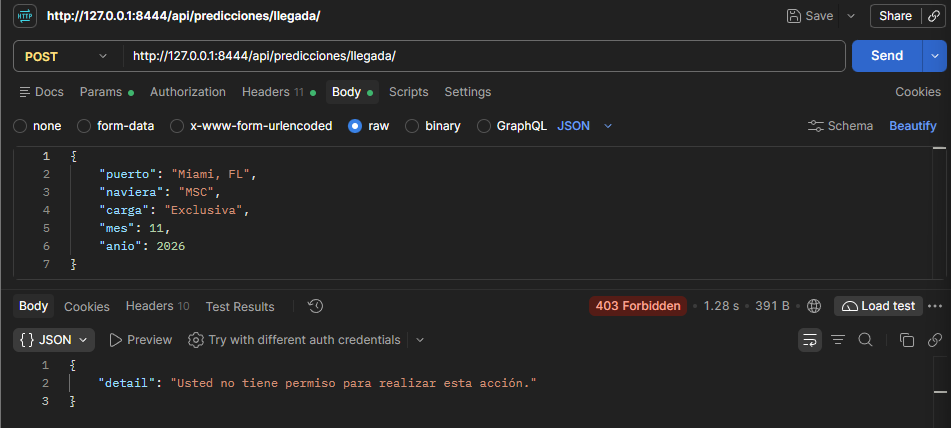 HTTP http://127.0.0.1:8444/api/predicciones/llegada/ Save Share
POST http://127.0.0.1:8444/api/predicciones/llegada/ Send
Docs Params Authorization Headers 11 Body Scripts Settings Cookies
none form-data x-www-form-urlencoded raw binary GraphQL JSON Schema Beautify
1 {
2 "puerto": "Miami, FL",
3 "naviera": "MSC",
4 "carga": "Exclusiva",
5 "mes": 11,
6 "anio": 2026
7 }
Body Cookies Headers 10 Test Results 403 Forbidden • 1.28 s • 391 B • Load test
{} JSON Preview Try with different auth credentials
1 {
2 "detail": "Usted no tiene permiso para realizar esta acción."
3 }